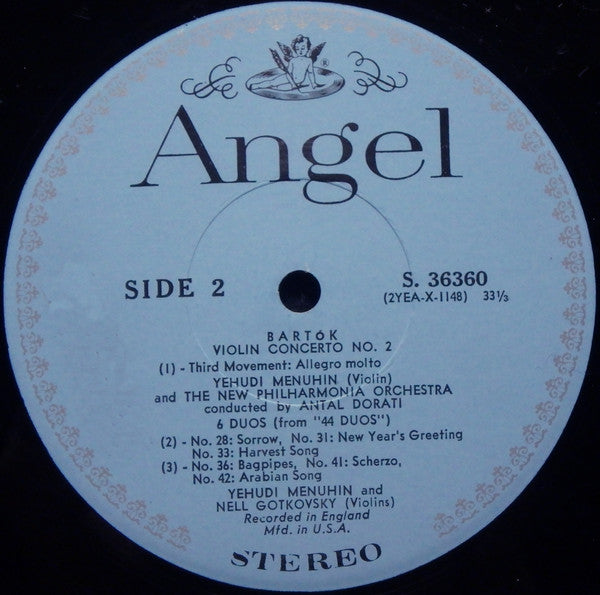 ®
Angel
SIDE 2
S. 36360
(2YEA-X-1148) 33⅓
BARTÓK
VIOLIN CONCERTO NO. 2
(1) - Third Movement: Allegro molto
YEHUDI MENUHIN (Violin)
and THE NEW PHILHARMONIA ORCHESTRA
conducted by ANTAL DORATI
6 DUOS (from "44 DUOS")
(2) - No. 28: Sorrow, No. 31: New Year's Greeting
No. 33: Harvest Song
(3) - No. 36: Bagpipes, No. 41: Scherzo,
No. 42: Arabian Song
YEHUDI MENUHIN and
NELL GOTKOVSKY (Violins)
Recorded in England
Mfd. in U.S.A.
STEREO